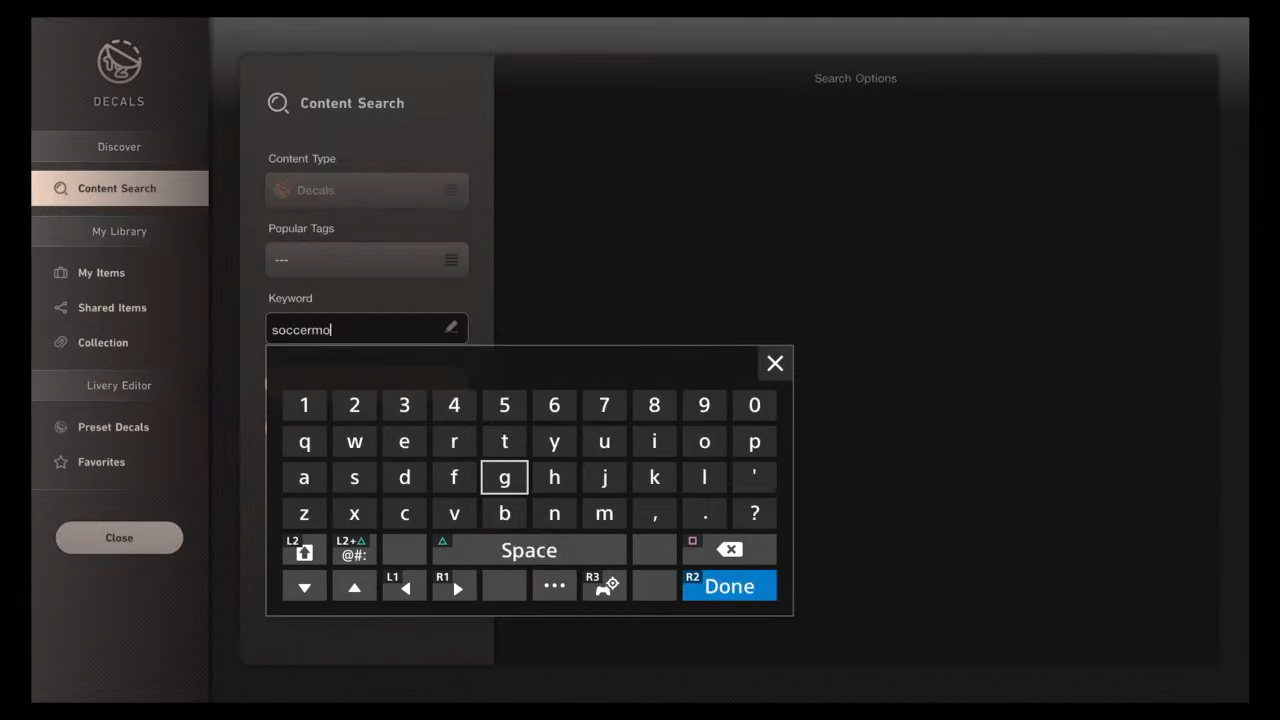 DECALS
Discover
Content Search
My Library
My Items
Shared Items
Collection
Livery Editor
Preset Decals
Favorites
Close
Content Search
Content Type
Decals
Popular Tags
---
Keyword
soccermo
Search Options
1 2 3 4 5 6 7 8 9 0
q w e r t y u i o p
a s d f g h j k l '
z x c v b n m , . ?
L2 L2+△ @#: △ Space
L1 R1 ... R3 R2 Done